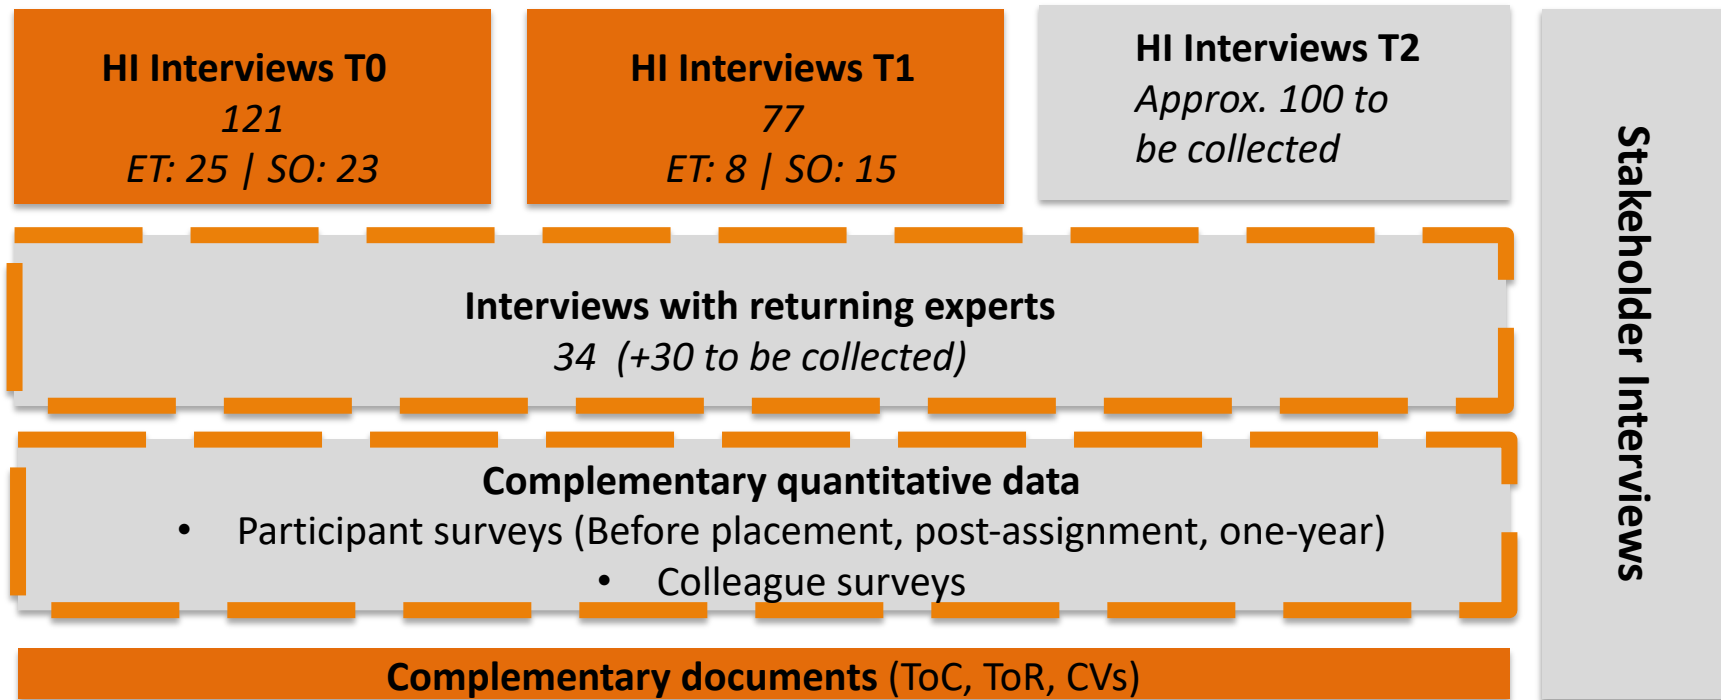 HI Interviews T0
121
ET: 25 | SO: 23
HI Interviews T1
77
ET: 8 | SO: 15
HI Interviews T2
Approx. 100 to
be collected
Interviews with returning experts
34 (+30 to be collected)
Complementary quantitative data
• Participant surveys (Before placement, post-assignment, one-year)
• Colleague surveys
Complementary documents (ToC, ToR, CVs)
Stakeholder Interviews